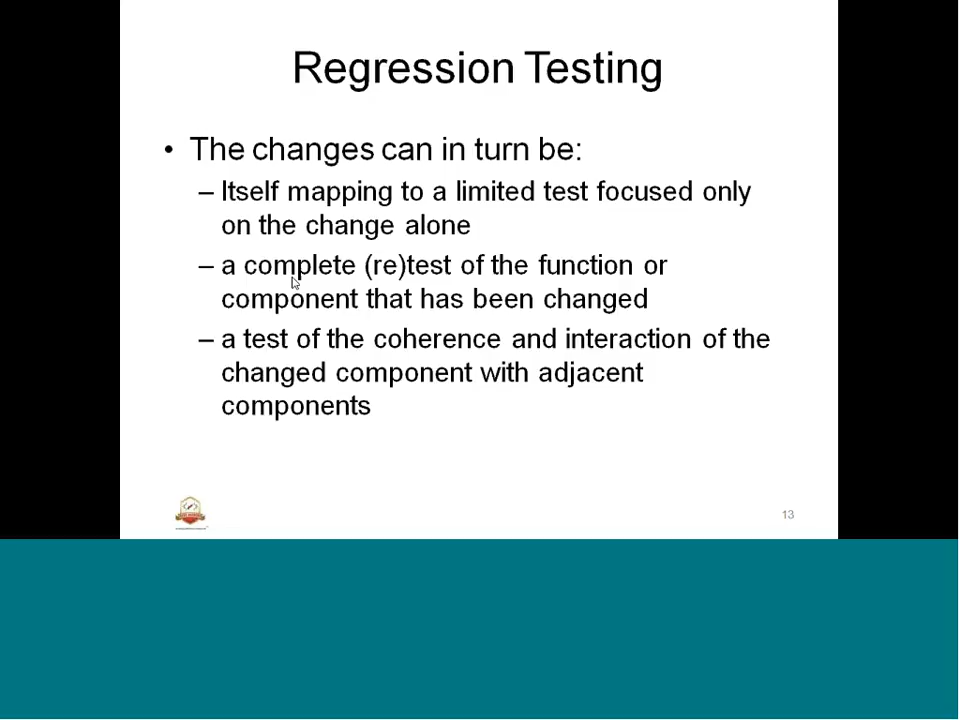 Regression Testing
• The changes can in turn be:
– Itself mapping to a limited test focused only
on the change alone
– a complete (re)test of the function or
component that has been changed
– a test of the coherence and interaction of the
changed component with adjacent
components
13